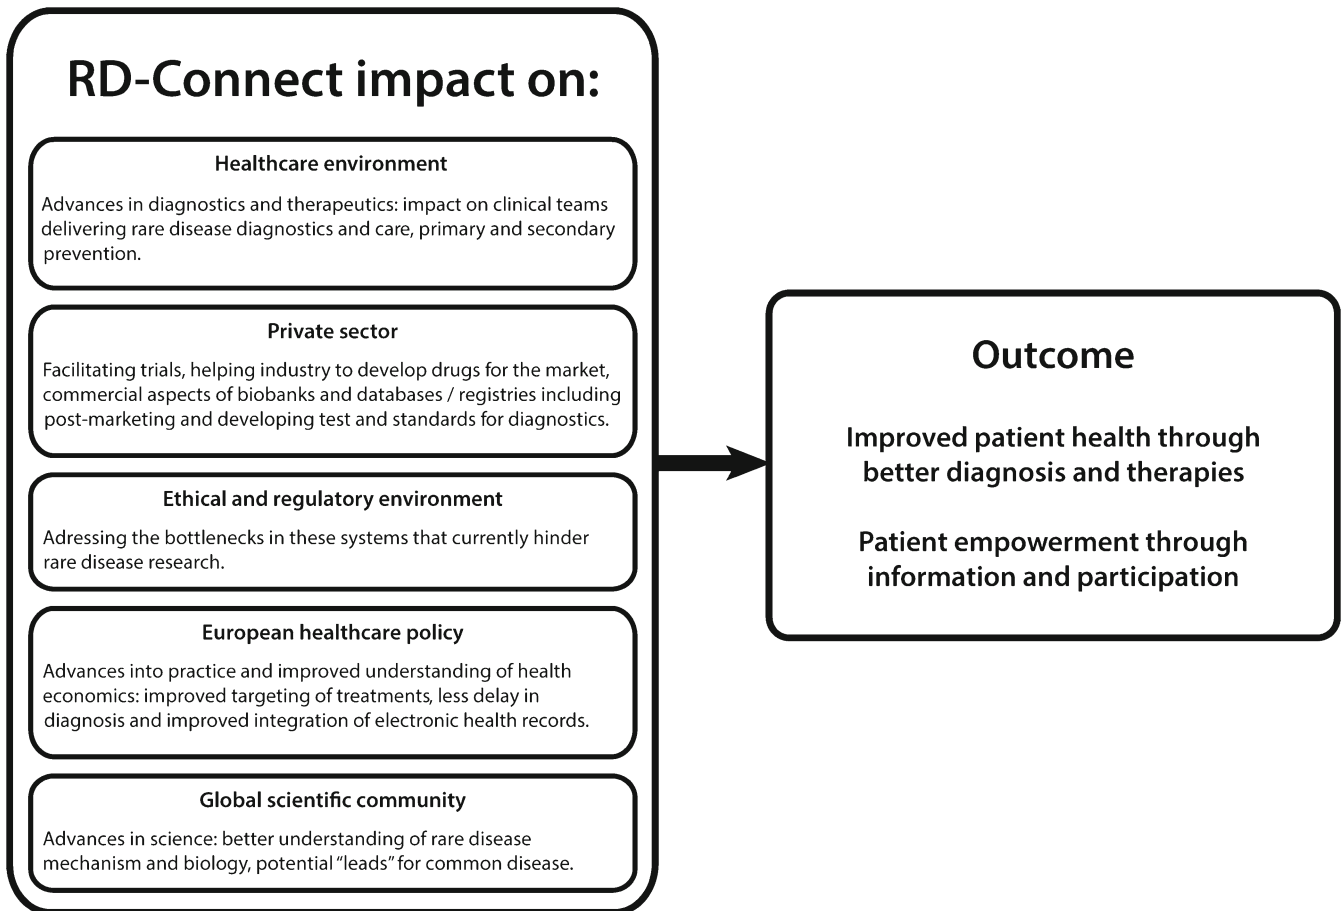 RD-Connect impact on:
Healthcare environment
Advances in diagnostics and therapeutics: impact on clinical teams
delivering rare disease diagnostics and care, primary and secondary
prevention.
Private sector
Facilitating trials, helping industry to develop drugs for the market,
commercial aspects of biobanks and databases / registries including
post-marketing and developing test and standards for diagnostics.
Ethical and regulatory environment
Adressing the bottlenecks in these systems that currently hinder
rare disease research.
European healthcare policy
Advances into practice and improved understanding of health
economics: improved targeting of treatments, less delay in
diagnosis and improved integration of electronic health records.
Global scientific community
Advances in science: better understanding of rare disease
mechanism and biology, potential “leads” for common disease.
Outcome
Improved patient health through
better diagnosis and therapies
Patient empowerment through
information and participation